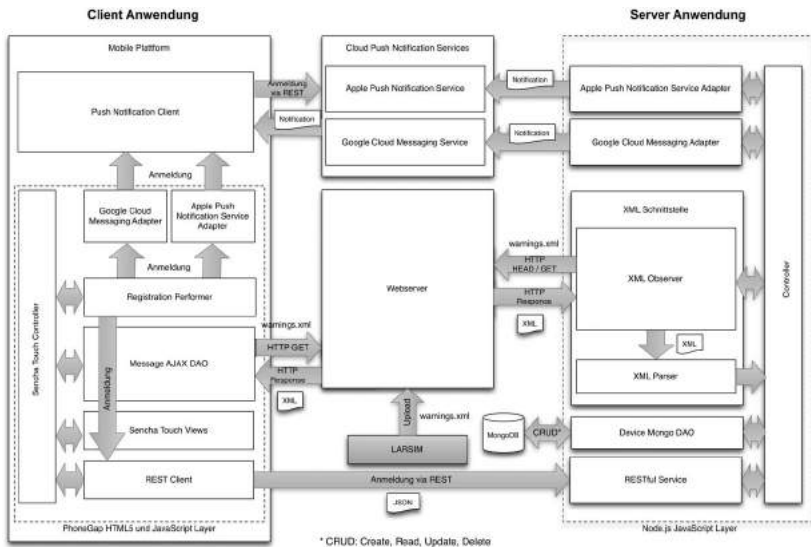 Client Anwendung
Server Anwendung
Mobile Plattform
Push Notification Client
Anmeldung
via REST
Notification
Cloud Push Notification Services
Apple Push Notification Service
Google Cloud Messaging Service
Notification
Notification
Apple Push Notification Service Adapter
Google Cloud Messaging Adapter
Anmeldung
Google Cloud
Messaging Adapter
Apple Push
Notification Service
Adapter
Anmeldung
Sencha Touch Controller
Registration Performer
Message AJAX DAO
Anmeldung
Sencha Touch Views
REST Client
PhoneGap HTML5 und JavaScript Layer
warnings.xml
HTTP GET
HTTP
Response
XML
Webserver
Upload
warnings.xml
LARSIM
warnings.xml
HTTP
HEAD / GET
HTTP
Response
XML
XML Schnittstelle
XML Observer
XML
XML Parser
Controller
MongoDB
CRUD*
Device Mongo DAO
Anmeldung via REST
JSON
RESTful Service
Node.js JavaScript Layer
* CRUD: Create, Read, Update, Delete